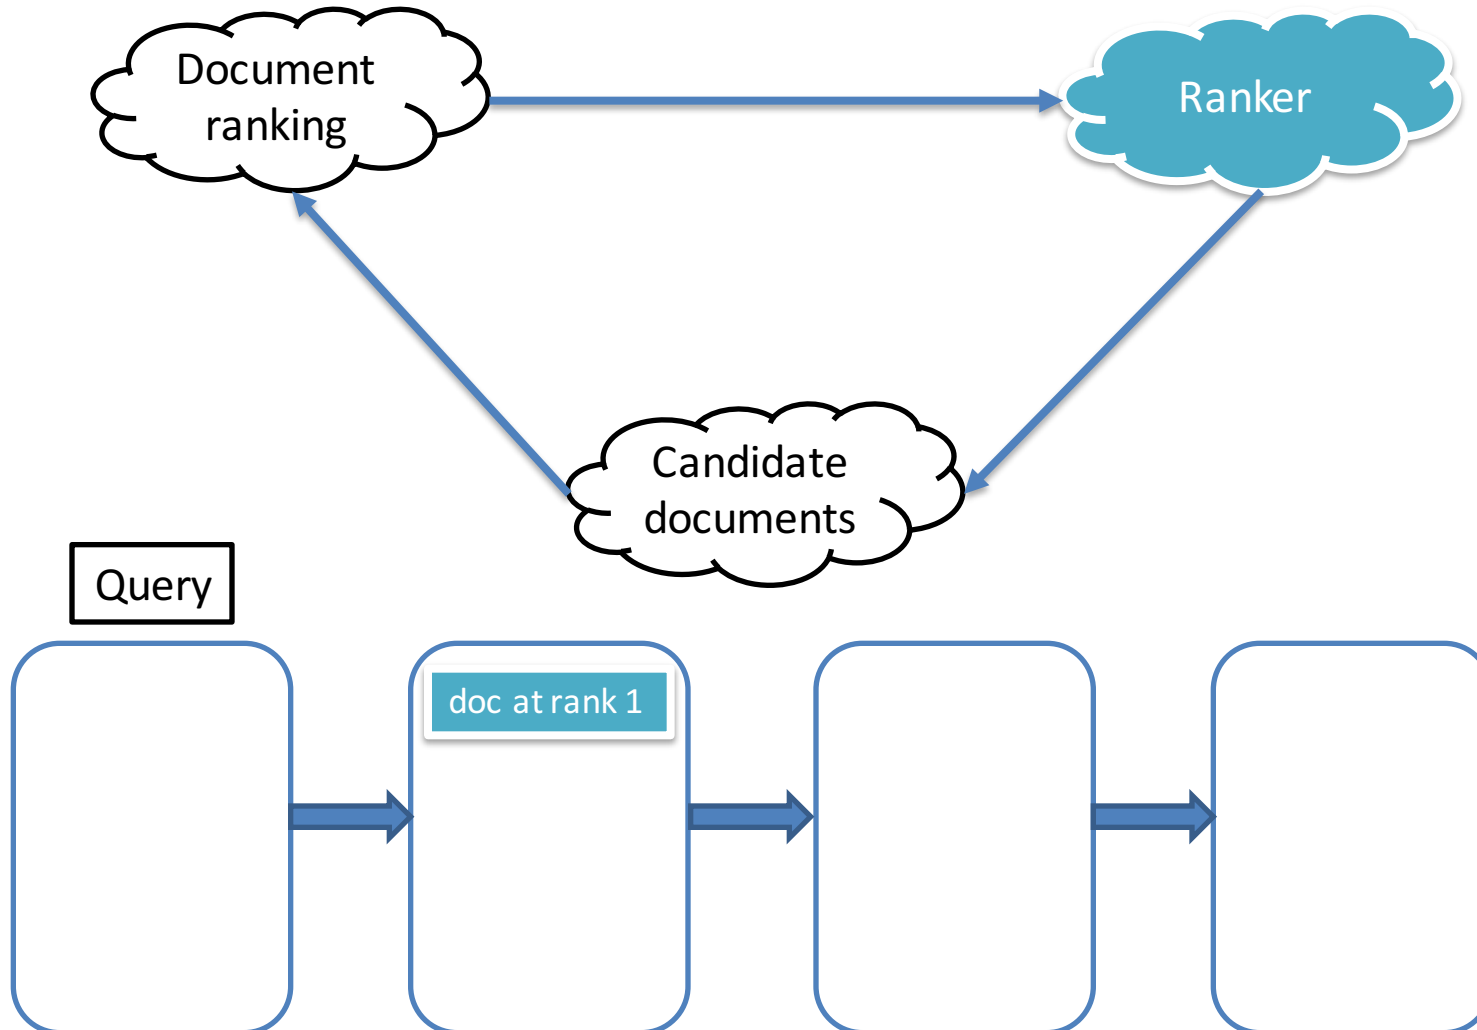 Document
ranking
Ranker
Candidate
documents
Query
doc at rank 1